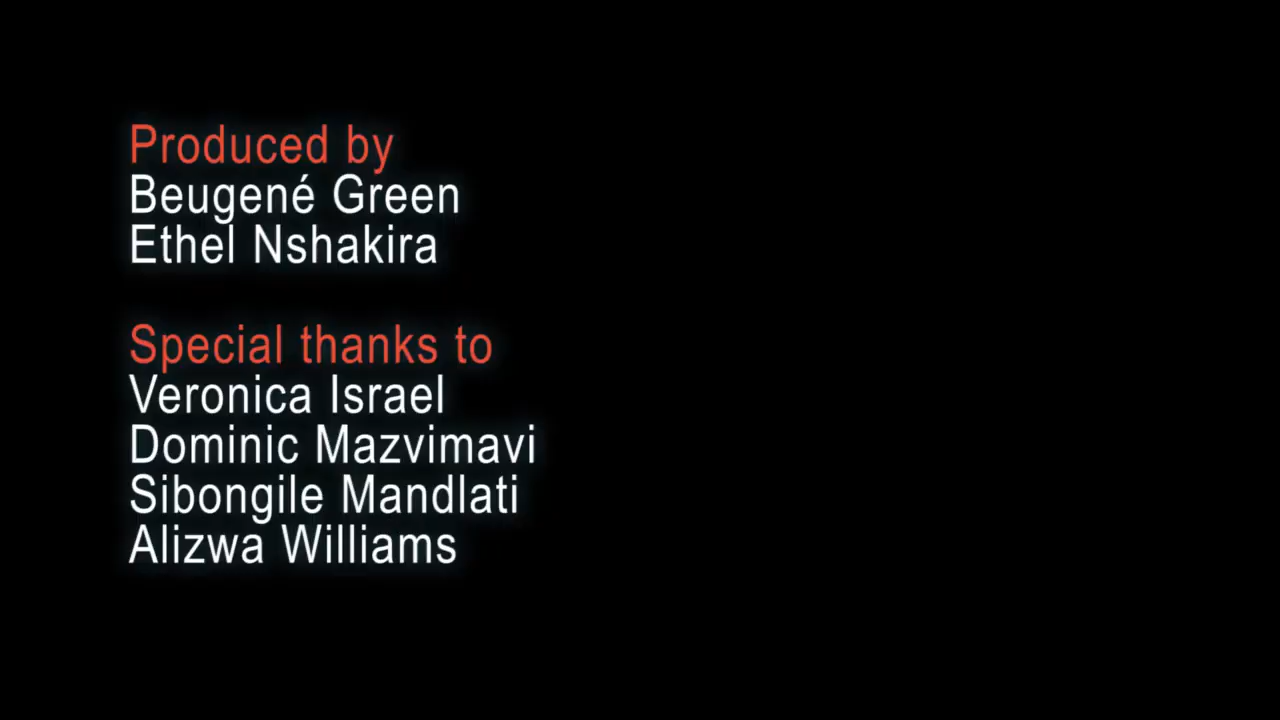 Produced by
Beugené Green
Ethel Nshakira
Special thanks to
Veronica Israel
Dominic Mazvimavi
Sibongile Mandlati
Alizwa Williams